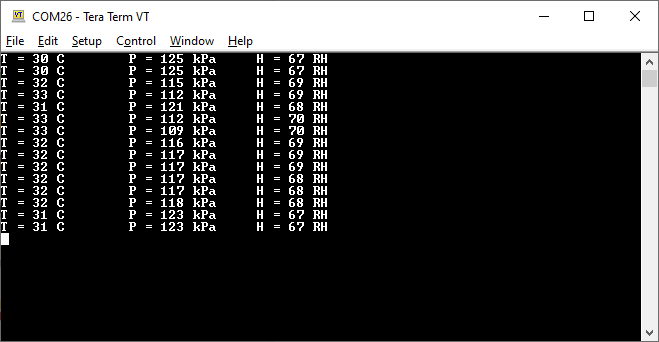 COM26 - Tera Term VT
File Edit Setup Control Window Help
T = 30 C P = 125 kPa H = 67 RH
T = 30 C P = 125 kPa H = 67 RH
T = 32 C P = 115 kPa H = 69 RH
T = 33 C P = 112 kPa H = 69 RH
T = 31 C P = 121 kPa H = 68 RH
T = 33 C P = 112 kPa H = 70 RH
T = 33 C P = 109 kPa H = 70 RH
T = 32 C P = 116 kPa H = 69 RH
T = 32 C P = 117 kPa H = 69 RH
T = 32 C P = 117 kPa H = 69 RH
T = 32 C P = 117 kPa H = 68 RH
T = 32 C P = 117 kPa H = 68 RH
T = 32 C P = 118 kPa H = 68 RH
T = 31 C P = 123 kPa H = 67 RH
T = 31 C P = 123 kPa H = 67 RH